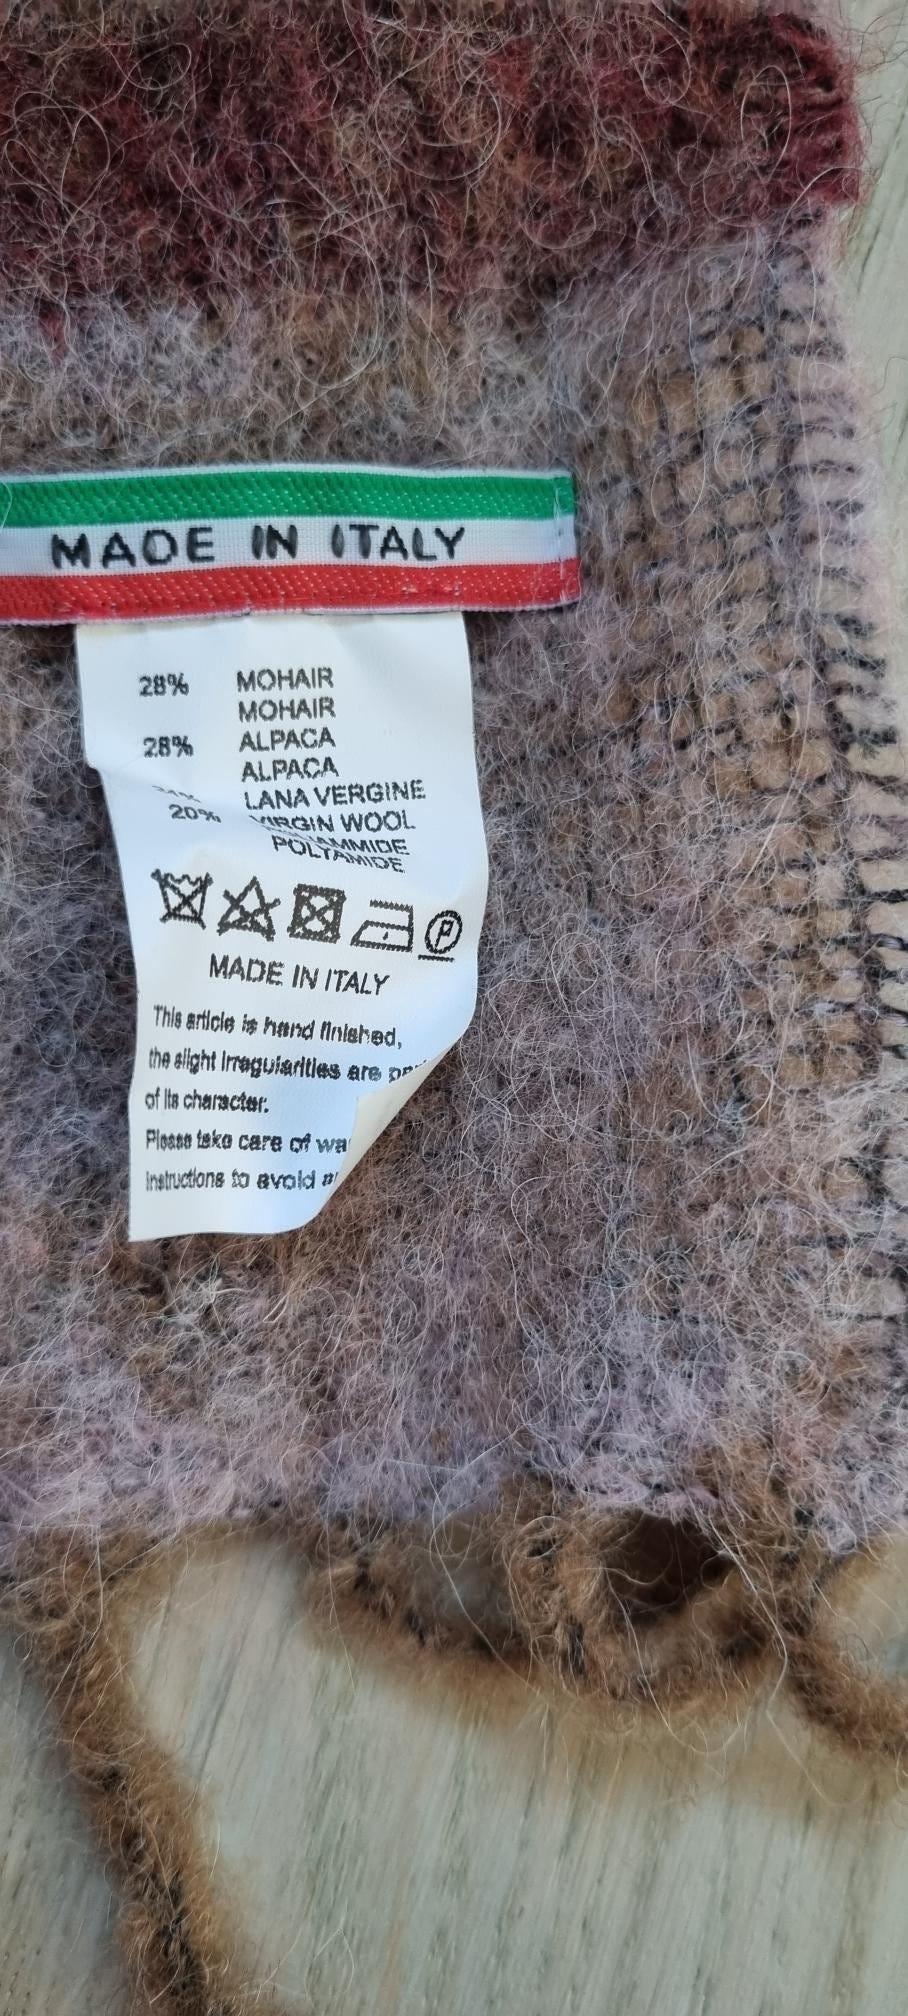 MADE IN ITALY
28% MOHAIR
MOHAIR
28% ALPACA
ALPACA
LANA VERGINE
20% VIRGIN WOOL
POLYAMIDE
P
MADE IN ITALY
This article is hand finished,
the slight irregularities are
of its character.
Please take care of
instructions to avoid